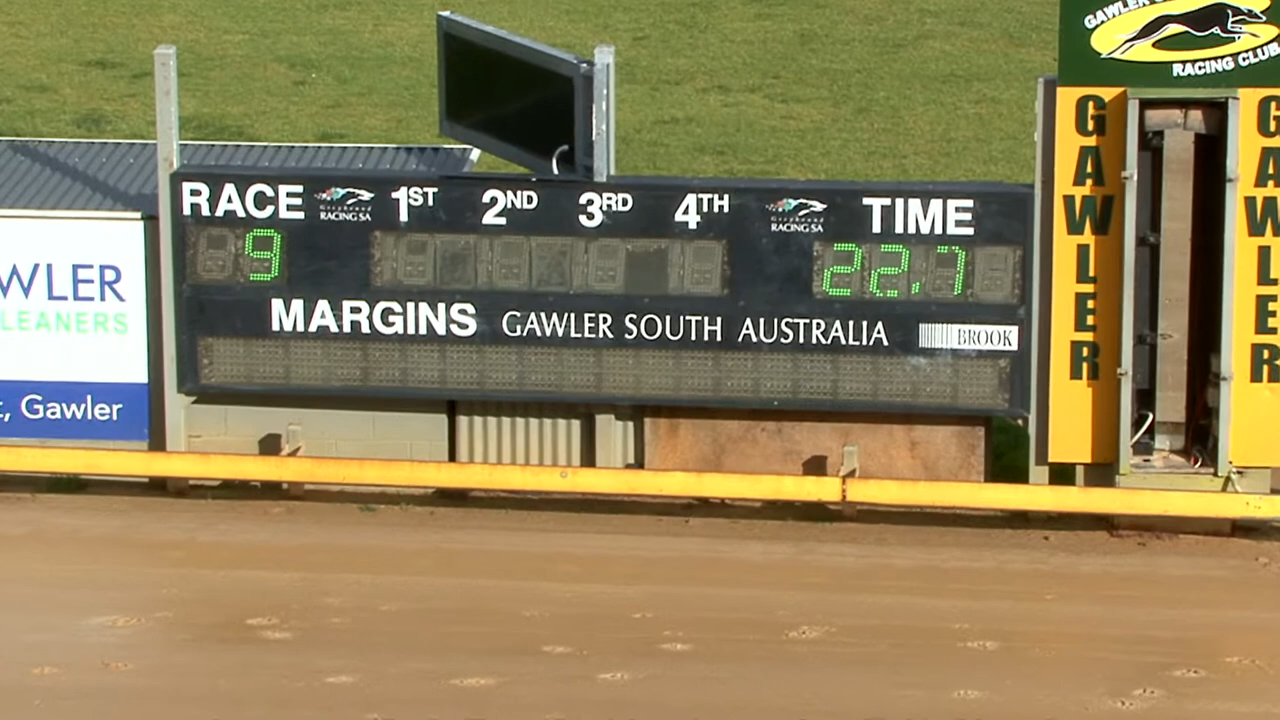 GAWLER
RACING CLUB
RACE
Greyhound
RACING SA
1ST
2ND
3RD
4TH
Greyhound
RACING SA
TIME
9
22.7
MARGINS
GAWLER SOUTH AUSTRALIA
BROOK
WLER
LEANERS
, Gawler
GAWLER
GAWLER